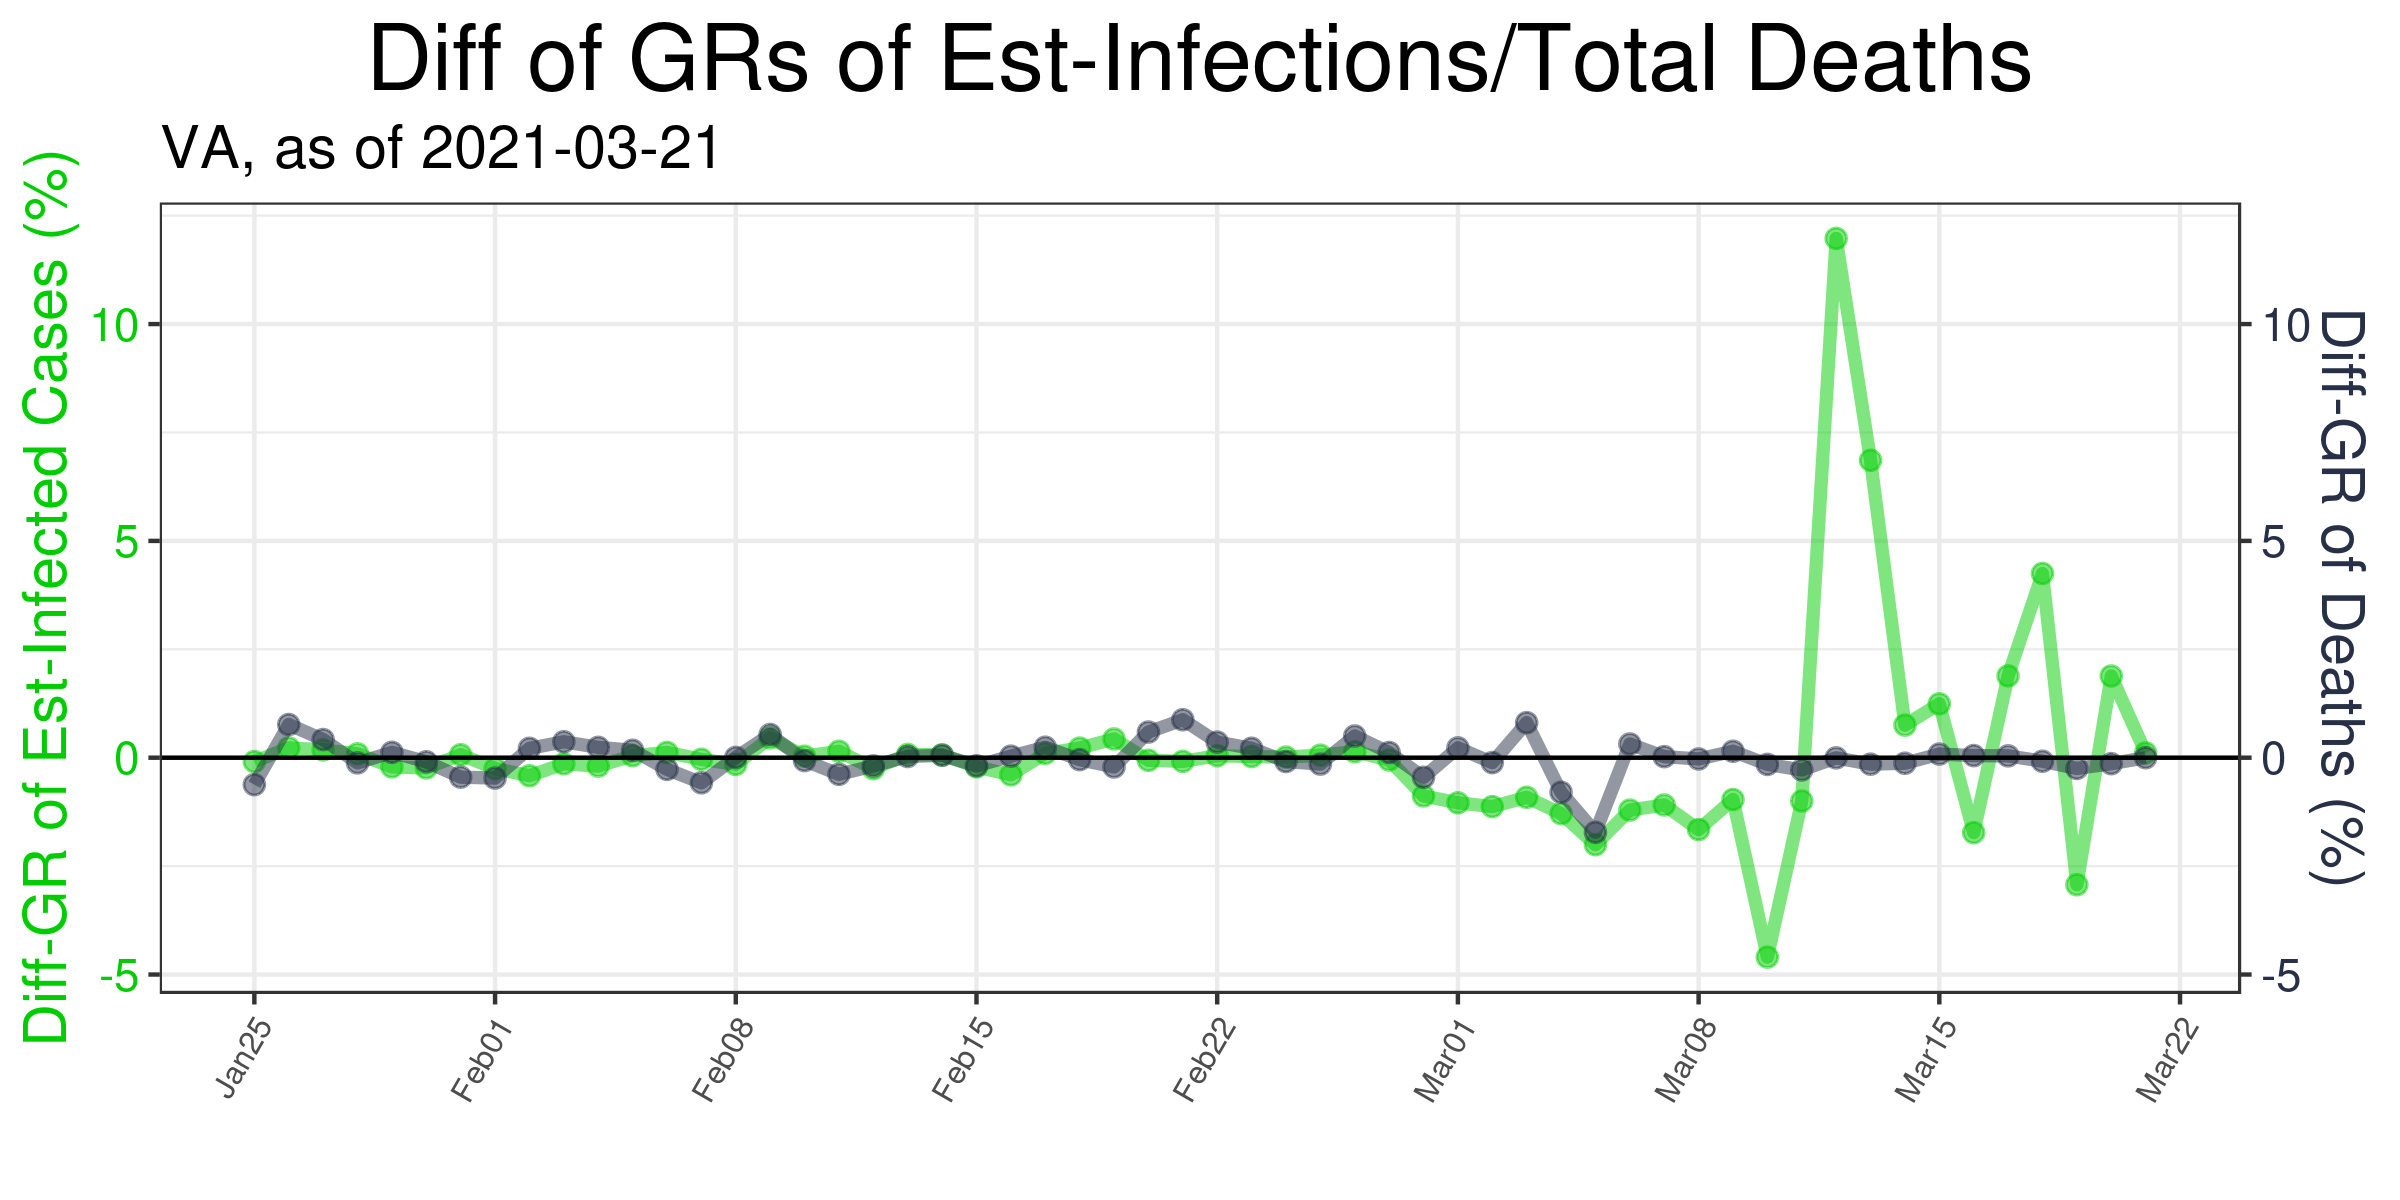 Diff of GRs of Est-Infections/Total Deaths
VA, as of 2021-03-21
Diff-GR of Est-Infected Cases (%)
10
5
0
-5
10
5
0
-5
Diff-GR of Deaths (%)
Jan25
Feb01
Feb08
Feb15
Feb22
Mar01
Mar08
Mar15
Mar22